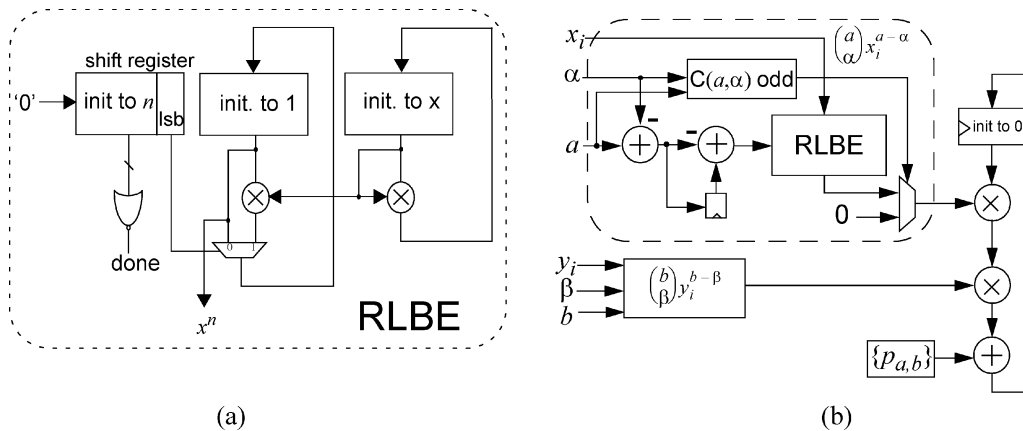 shift register
'0'
init to n
lsb
init. to 1
init. to x
done
0 1
xⁿ
RLBE
(a)
x_i
α
a
C(a,α) odd
(a α) x_i^{a−α}
RLBE
0
init to 0
y_i
β
b
(b β) y_i^{b−β}
{p_{a,b}}
(b)